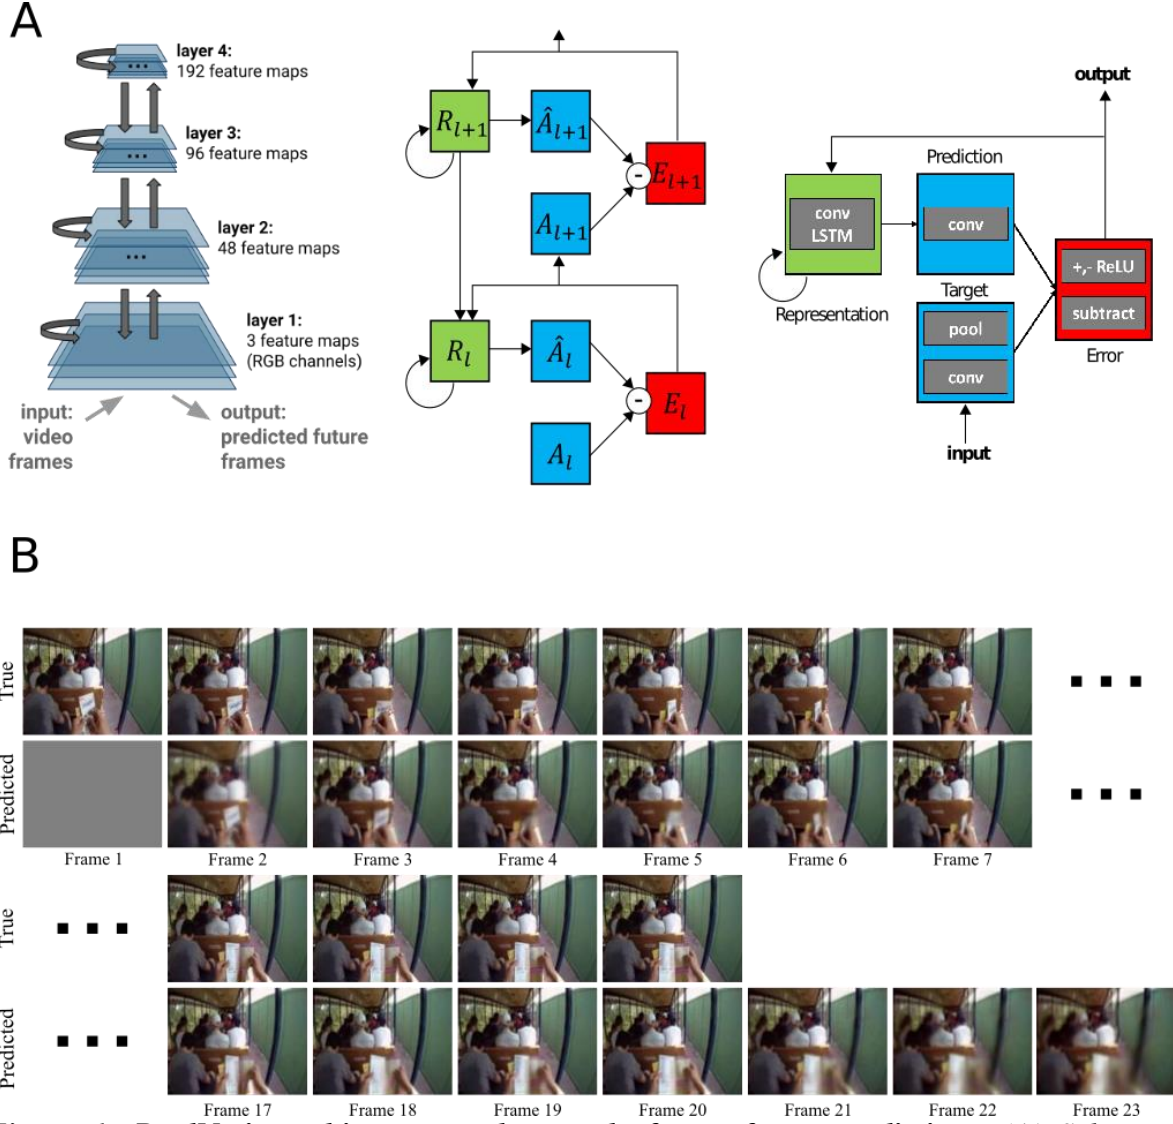 A
layer 4:
192 feature maps
layer 3:
96 feature maps
layer 2:
48 feature maps
layer 1:
3 feature maps
(RGB channels)
input:
video
frames
output:
predicted future
frames
R_{l+1}
Â_{l+1}
-
E_{l+1}
A_{l+1}
R_l
Â_l
-
E_l
A_l
output
Prediction
conv
LSTM
conv
+,- ReLU
Target
subtract
Representation
pool
Error
conv
input
B
True
Predicted
Frame 1 Frame 2 Frame 3 Frame 4 Frame 5 Frame 6 Frame 7
True
Predicted
Frame 17 Frame 18 Frame 19 Frame 20 Frame 21 Frame 22 Frame 23